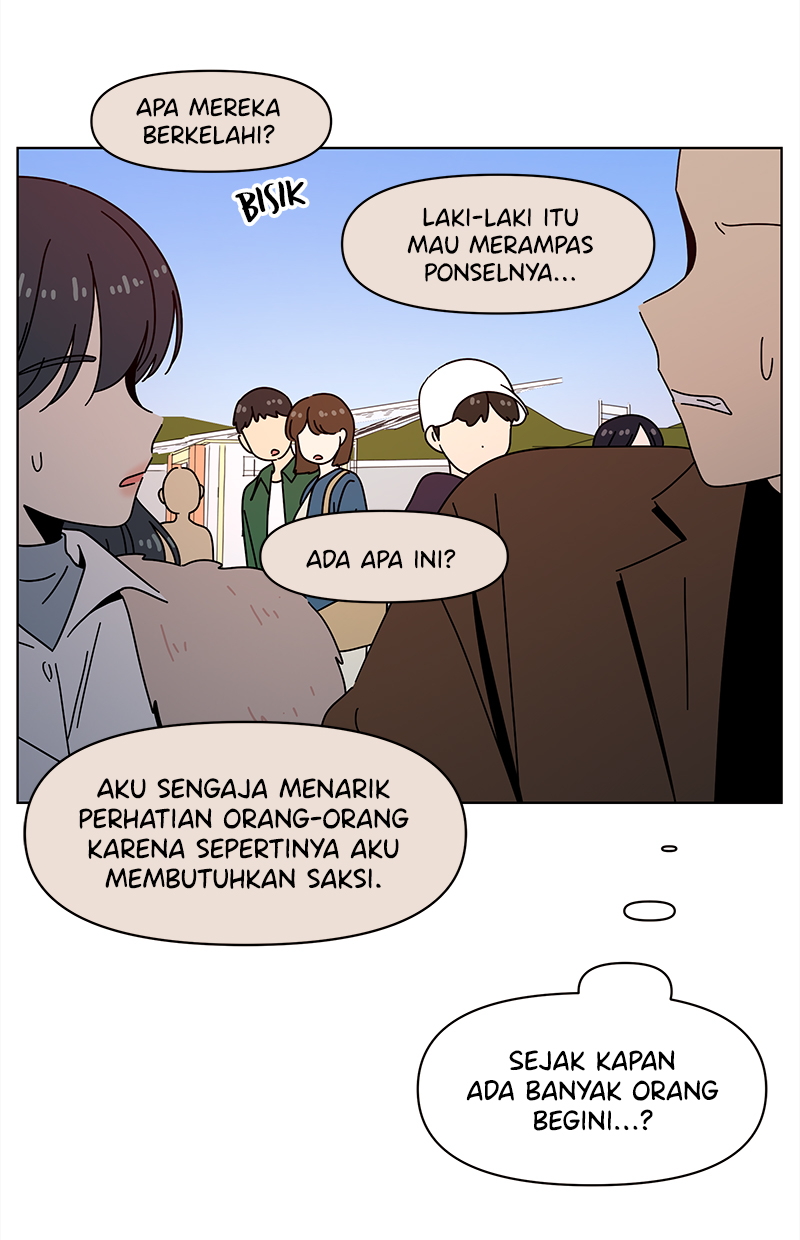 APA MEREKA
BERKELAHI?
BISIK
LAKI-LAKI ITU
MAU MERAMPAS
PONSELNYA...
ADA APA INI?
AKU SENGAJA MENARIK
PERHATIAN ORANG-ORANG
KARENA SEPERTINYA AKU
MEMBUTUHKAN SAKSI.
SEJAK KAPAN
ADA BANYAK ORANG
BEGINI...?